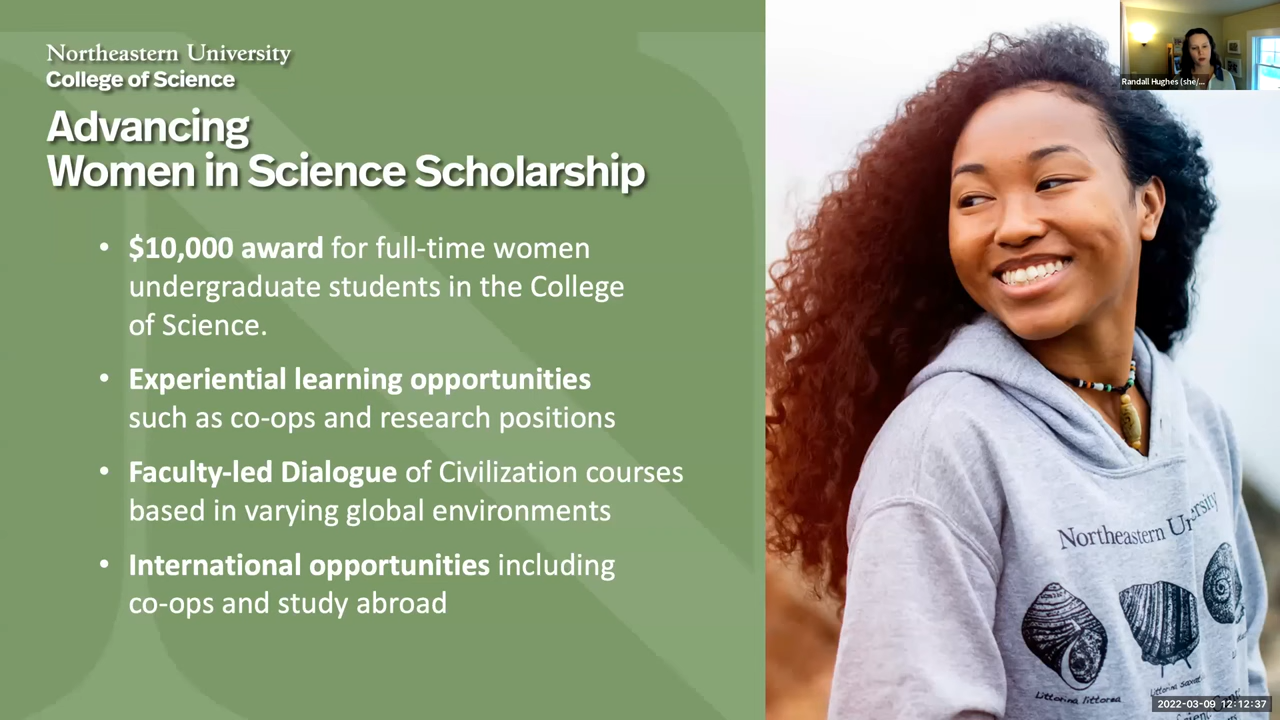 Northeastern University
College of Science
Advancing
Women in Science Scholarship
• $10,000 award for full-time women
undergraduate students in the College
of Science.
• Experiential learning opportunities
such as co-ops and research positions
• Faculty-led Dialogue of Civilization courses
based in varying global environments
• International opportunities including
co-ops and study abroad
Randall Hughes (she/...
Northeastern University
Littorina littorea
Littorina
2022-03-09 12:12:37